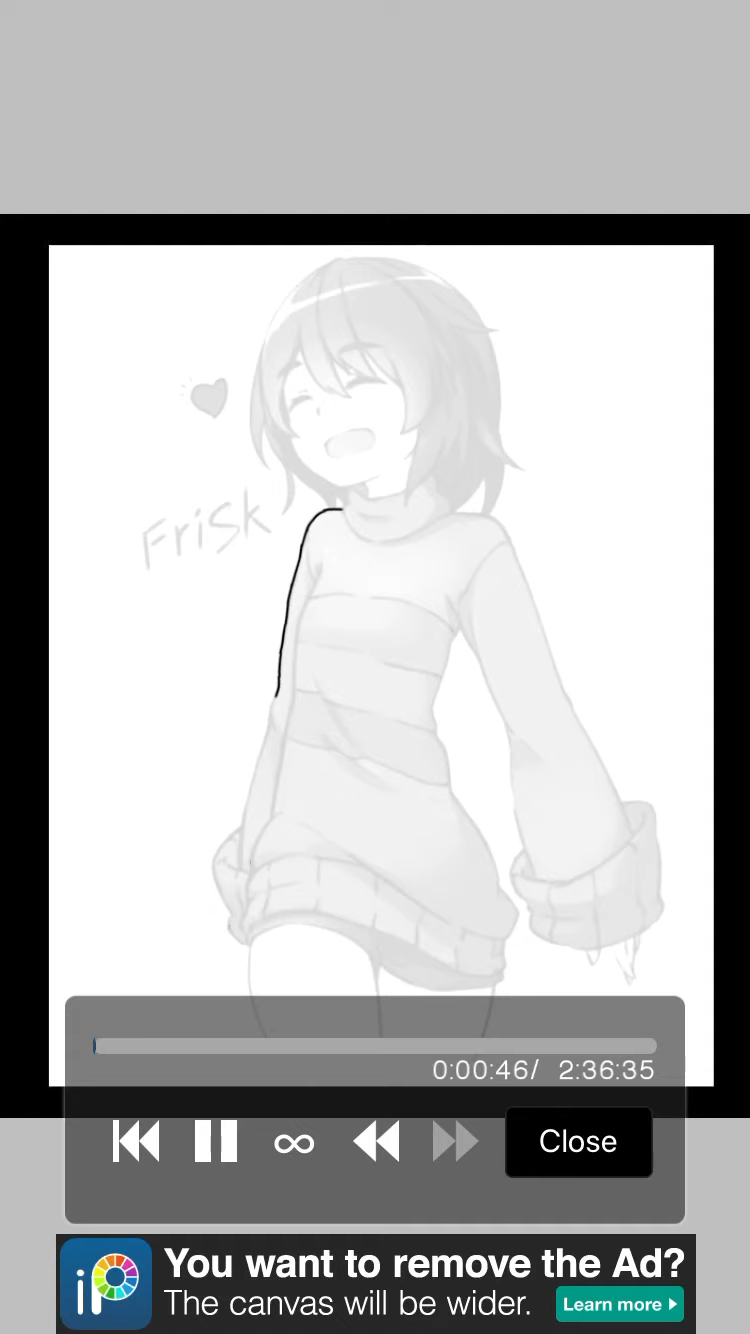 Frisk
0:00:46/ 2:36:35
∞
Close
iP
You want to remove the Ad?
The canvas will be wider.
Learn more